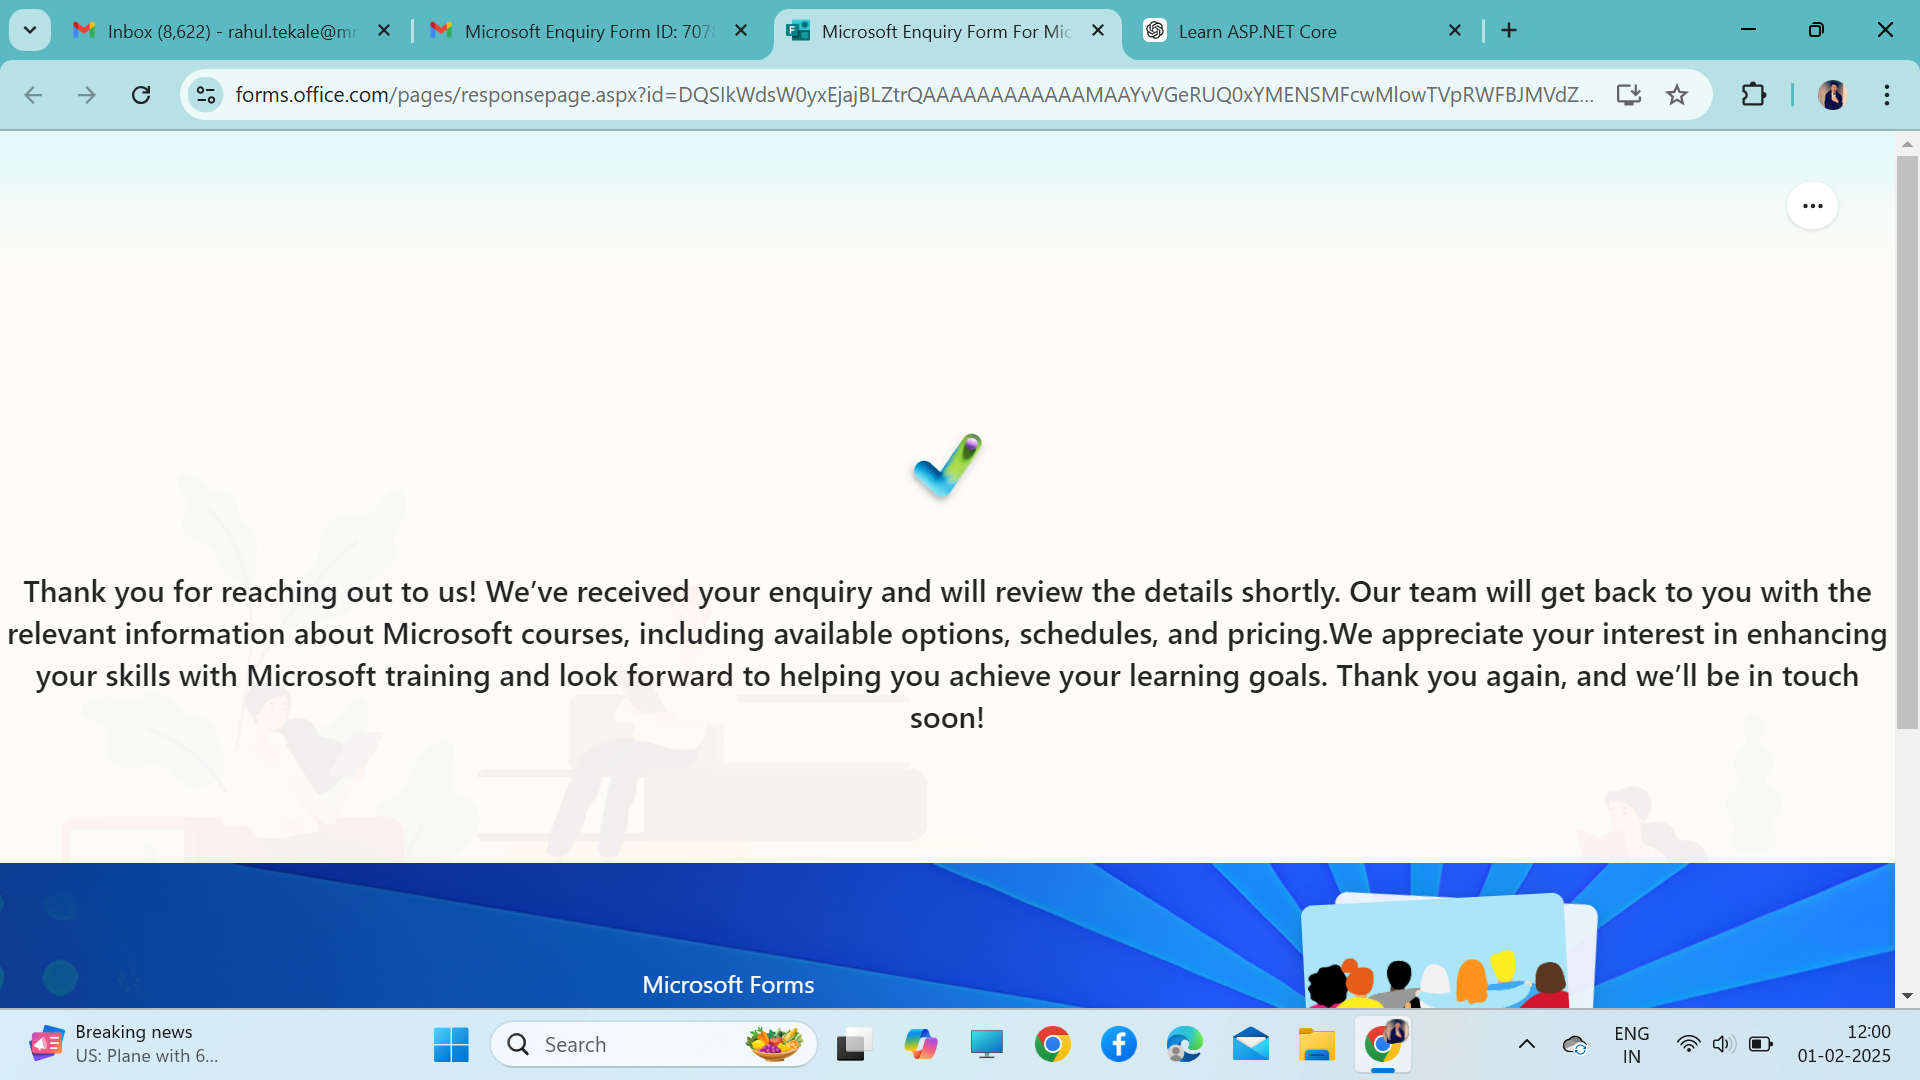 Inbox (8,622) - rahul.tekale@mr
Microsoft Enquiry Form ID: 7078
Microsoft Enquiry Form For Mic
Learn ASP.NET Core
forms.office.com/pages/responsepage.aspx?id=DQSIkWdsW0yxEjajBLZtrQAAAAAAAAAAAAMAAYvVGeRUQ0xYMENSMFcwMlowTVpRWFBJMVdZ...
Thank you for reaching out to us! We’ve received your enquiry and will review the details shortly. Our team will get back to you with the
relevant information about Microsoft courses, including available options, schedules, and pricing.We appreciate your interest in enhancing
your skills with Microsoft training and look forward to helping you achieve your learning goals. Thank you again, and we’ll be in touch
soon!
Microsoft Forms
Breaking news
US: Plane with 6...
Search
ENG
IN
12:00
01-02-2025